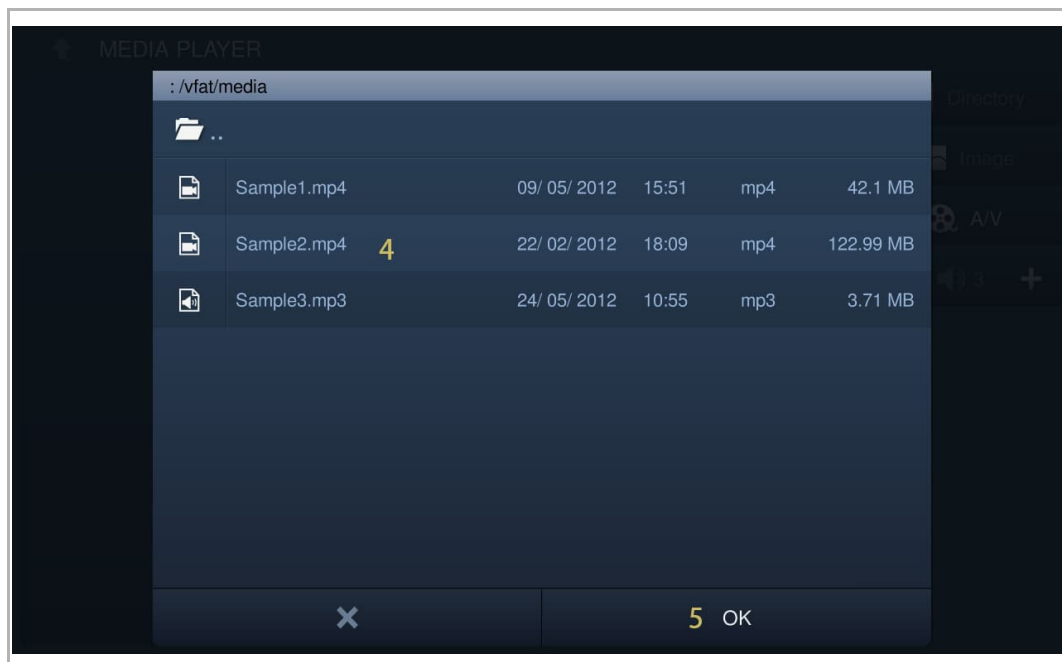 MEDIA PLAYER
: /vfat/media
Directory
..
Image
Sample1.mp4 09/ 05/ 2012 15:51 mp4 42.1 MB
A/V
Sample2.mp4 4 22/ 02/ 2012 18:09 mp4 122.99 MB
3 +
Sample3.mp3 24/ 05/ 2012 10:55 mp3 3.71 MB
5 OK